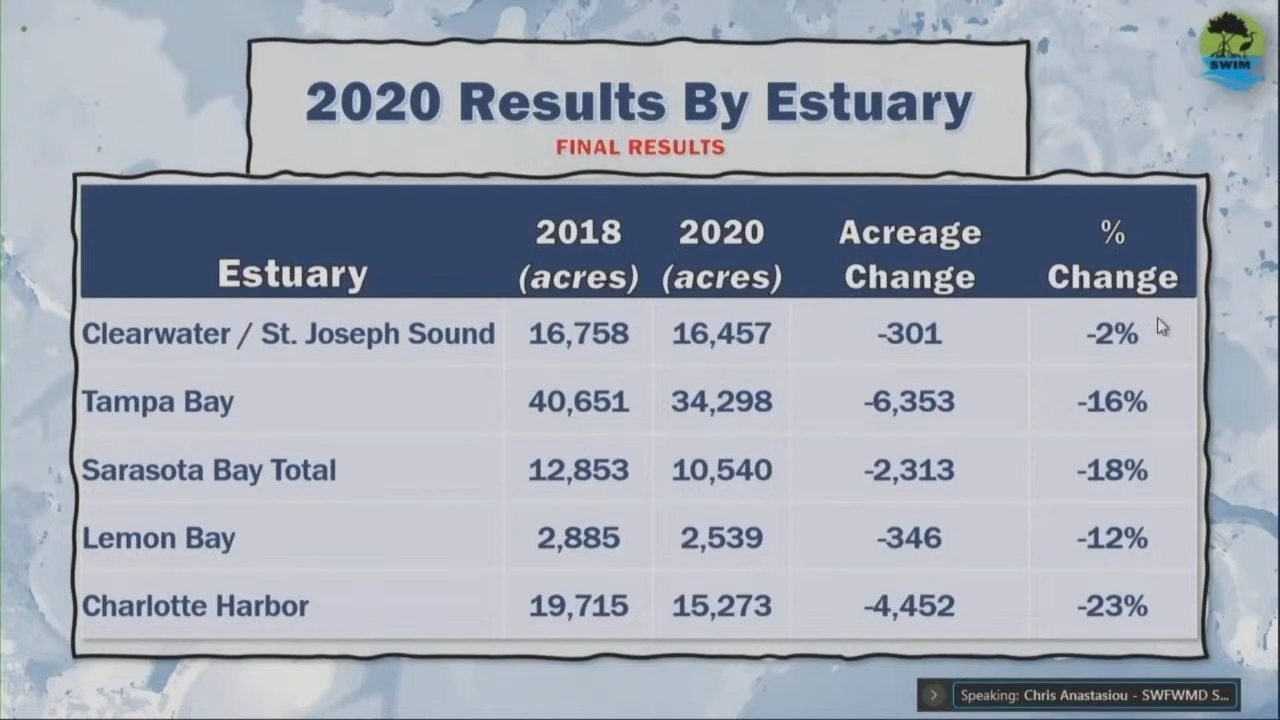 SWIM
2020 Results By Estuary
FINAL RESULTS
Estuary 2018 (acres) 2020 (acres) Acreage Change % Change
Clearwater / St. Joseph Sound 16,758 16,457 -301 -2%
Tampa Bay 40,651 34,298 -6,353 -16%
Sarasota Bay Total 12,853 10,540 -2,313 -18%
Lemon Bay 2,885 2,539 -346 -12%
Charlotte Harbor 19,715 15,273 -4,452 -23%
Speaking: Chris Anastasiou - SWFWMD S...